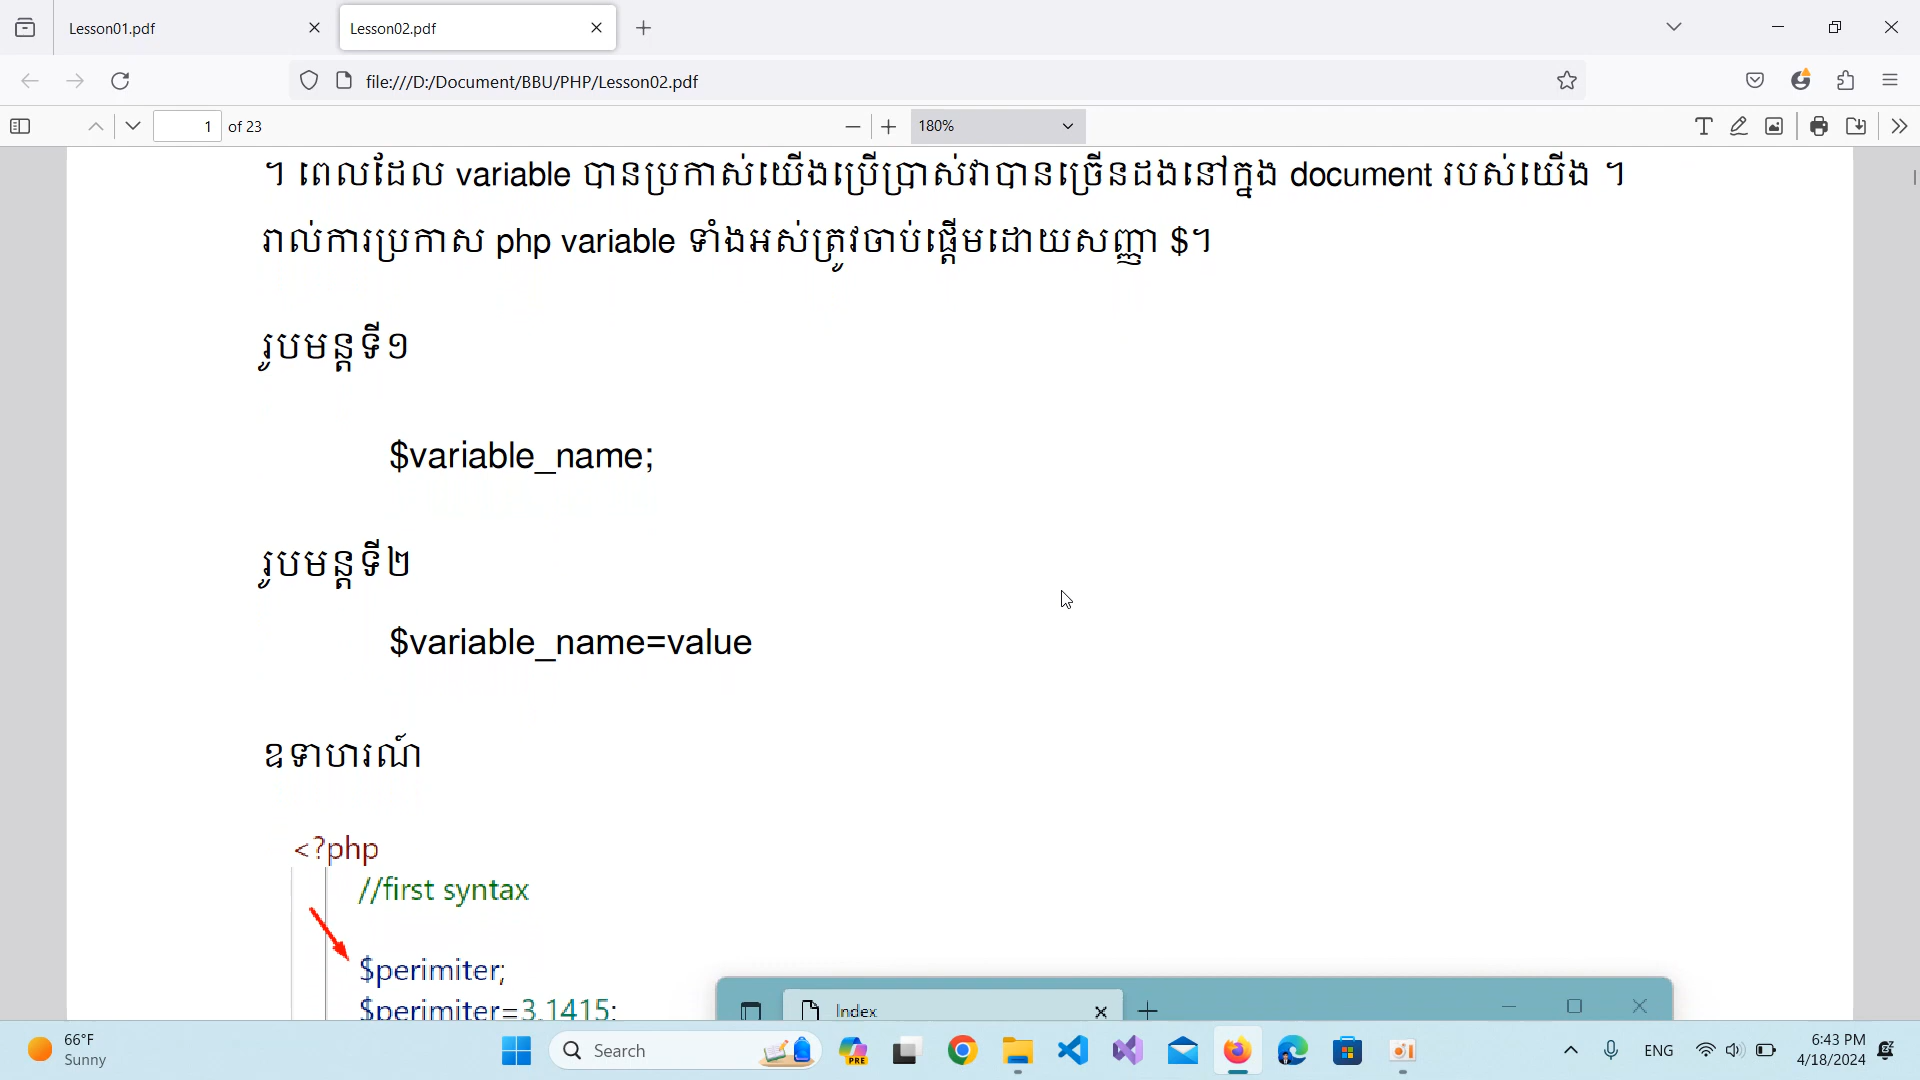 Lesson01.pdf
Lesson02.pdf
file:///D:/Document/BBU/PHP/Lesson02.pdf
1 of 23
180%
។ ពេលដែល variable បានប្រកាស់យើងប្រើប្រាស់វាបានច្រើនដងនៅក្នុង document របស់យើង ។
រាល់ការប្រកាស php variable ទាំងអស់ត្រូវចាប់ផ្តើមដោយសញ្ញា $។
រូបមន្តទី១
$variable_name;
រូបមន្តទី២
$variable_name=value
ឧទាហរណ៍
<?php
//first syntax
$perimiter;
$perimiter=3.1415;
Index
66°F
Sunny
Search
PRE
ENG
6:43 PM
4/18/2024